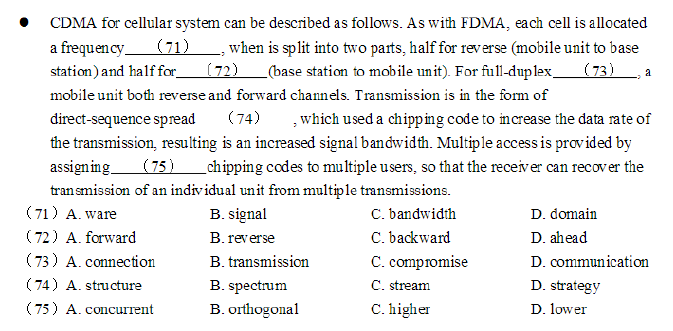 ● CDMA for cellular system can be described as follows. As with FDMA, each cell is allocated
a frequency （71） , when is split into two parts, half for reverse (mobile unit to base
station) and half for （72） (base station to mobile unit). For full-duplex （73） , a
mobile unit both reverse and forward channels. Transmission is in the form of
direct-sequence spread （74） , which used a chipping code to increase the data rate of
the transmission, resulting is an increased signal bandwidth. Multiple access is provided by
assigning （75） chipping codes to multiple users, so that the receiver can recover the
transmission of an individual unit from multiple transmissions.
（71）A. ware B. signal C. bandwidth D. domain
（72）A. forward B. reverse C. backward D. ahead
（73）A. connection B. transmission C. compromise D. communication
（74）A. structure B. spectrum C. stream D. strategy
（75）A. concurrent B. orthogonal C. higher D. lower